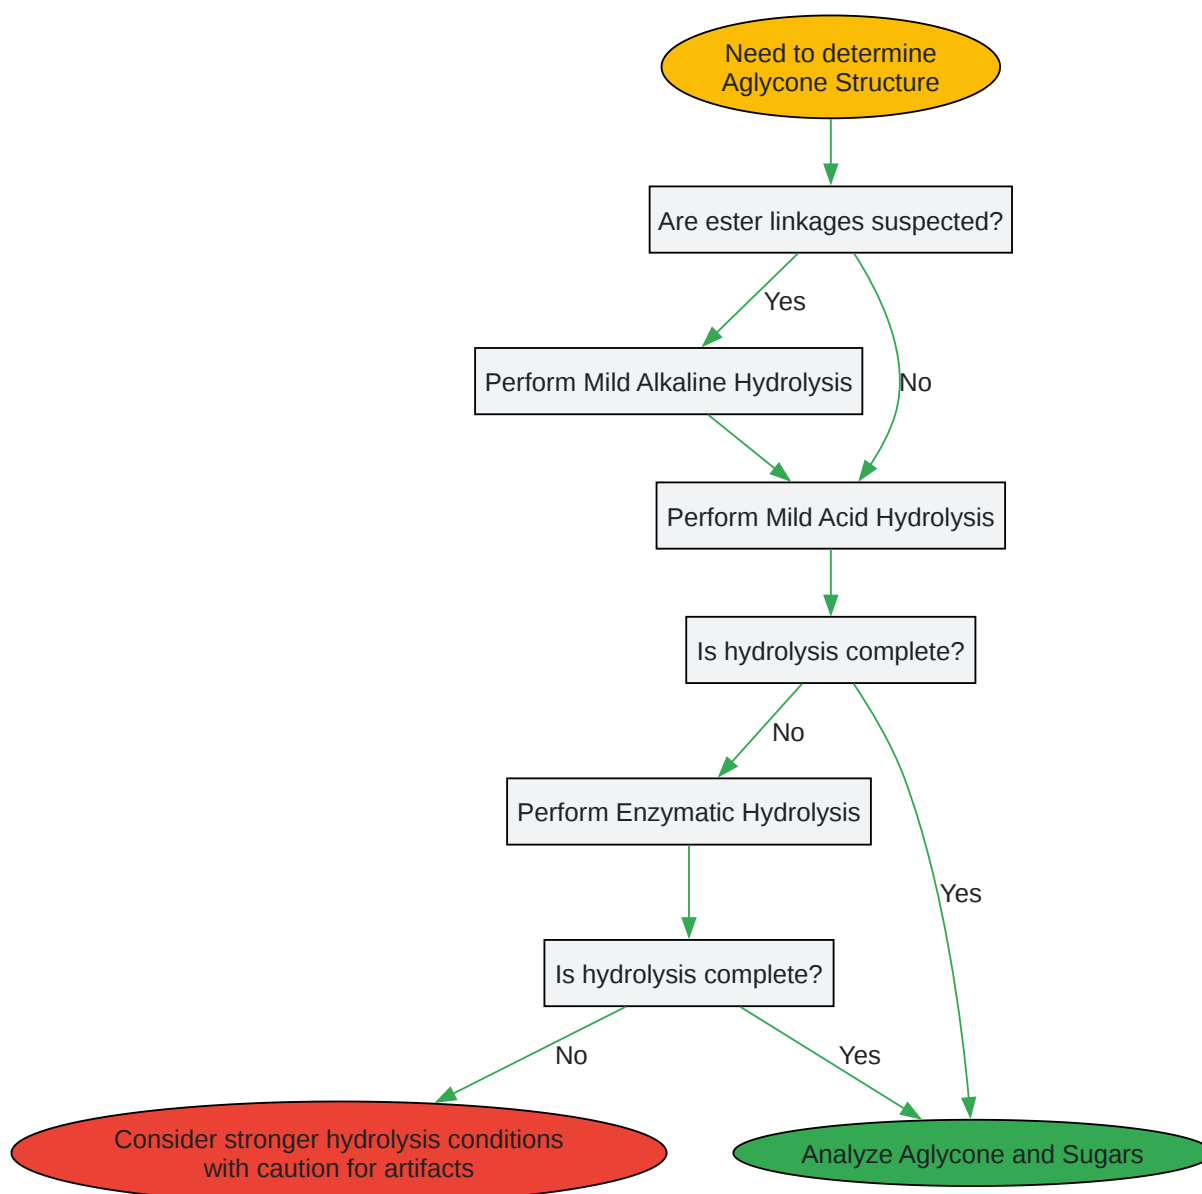 Need to determine
Aglycone Structure
Are ester linkages suspected?
Yes
Perform Mild Alkaline Hydrolysis
No
Perform Mild Acid Hydrolysis
Is hydrolysis complete?
No
Perform Enzymatic Hydrolysis
Yes
Is hydrolysis complete?
No
Yes
Consider stronger hydrolysis conditions
with caution for artifacts
Analyze Aglycone and Sugars